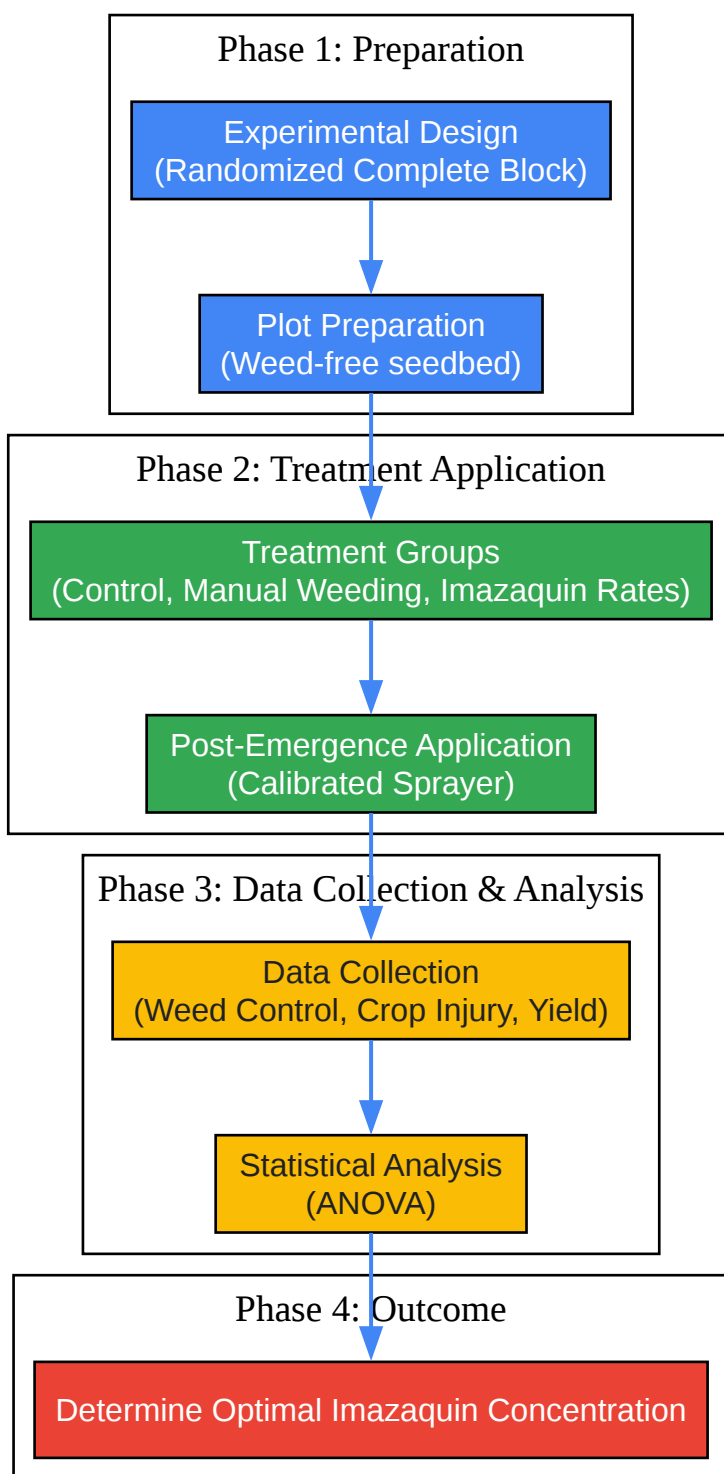 Phase 1: Preparation
Experimental Design
(Randomized Complete Block)
Plot Preparation
(Weed-free seedbed)
Phase 2: Treatment Application
Treatment Groups
(Control, Manual Weeding, Imazaquin Rates)
Post-Emergence Application
(Calibrated Sprayer)
Phase 3: Data Collection & Analysis
Data Collection
(Weed Control, Crop Injury, Yield)
Statistical Analysis
(ANOVA)
Phase 4: Outcome
Determine Optimal Imazaquin Concentration